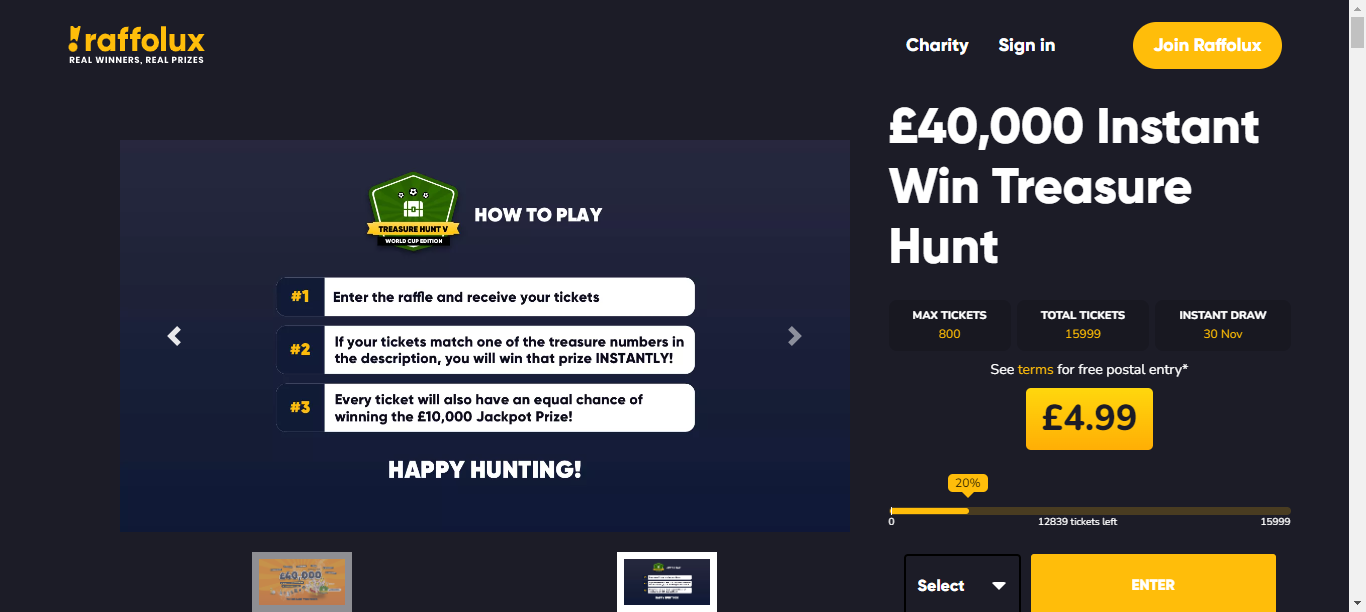 raffolux
REAL WINNERS, REAL PRIZES
Charity
Sign in
Join Raffolux
TREASURE HUNT V
WORLD CUP EDITION
HOW TO PLAY
#1
Enter the raffle and receive your tickets
#2
If your tickets match one of the treasure numbers in
the description, you will win that prize INSTANTLY!
#3
Every ticket will also have an equal chance of
winning the £10,000 Jackpot Prize!
HAPPY HUNTING!
£40,000
£40,000 Instant
Win Treasure
Hunt
MAX TICKETS
800
TOTAL TICKETS
15999
INSTANT DRAW
30 Nov
See terms for free postal entry*
£4.99
20%
0
12839 tickets left
15999
Select
ENTER